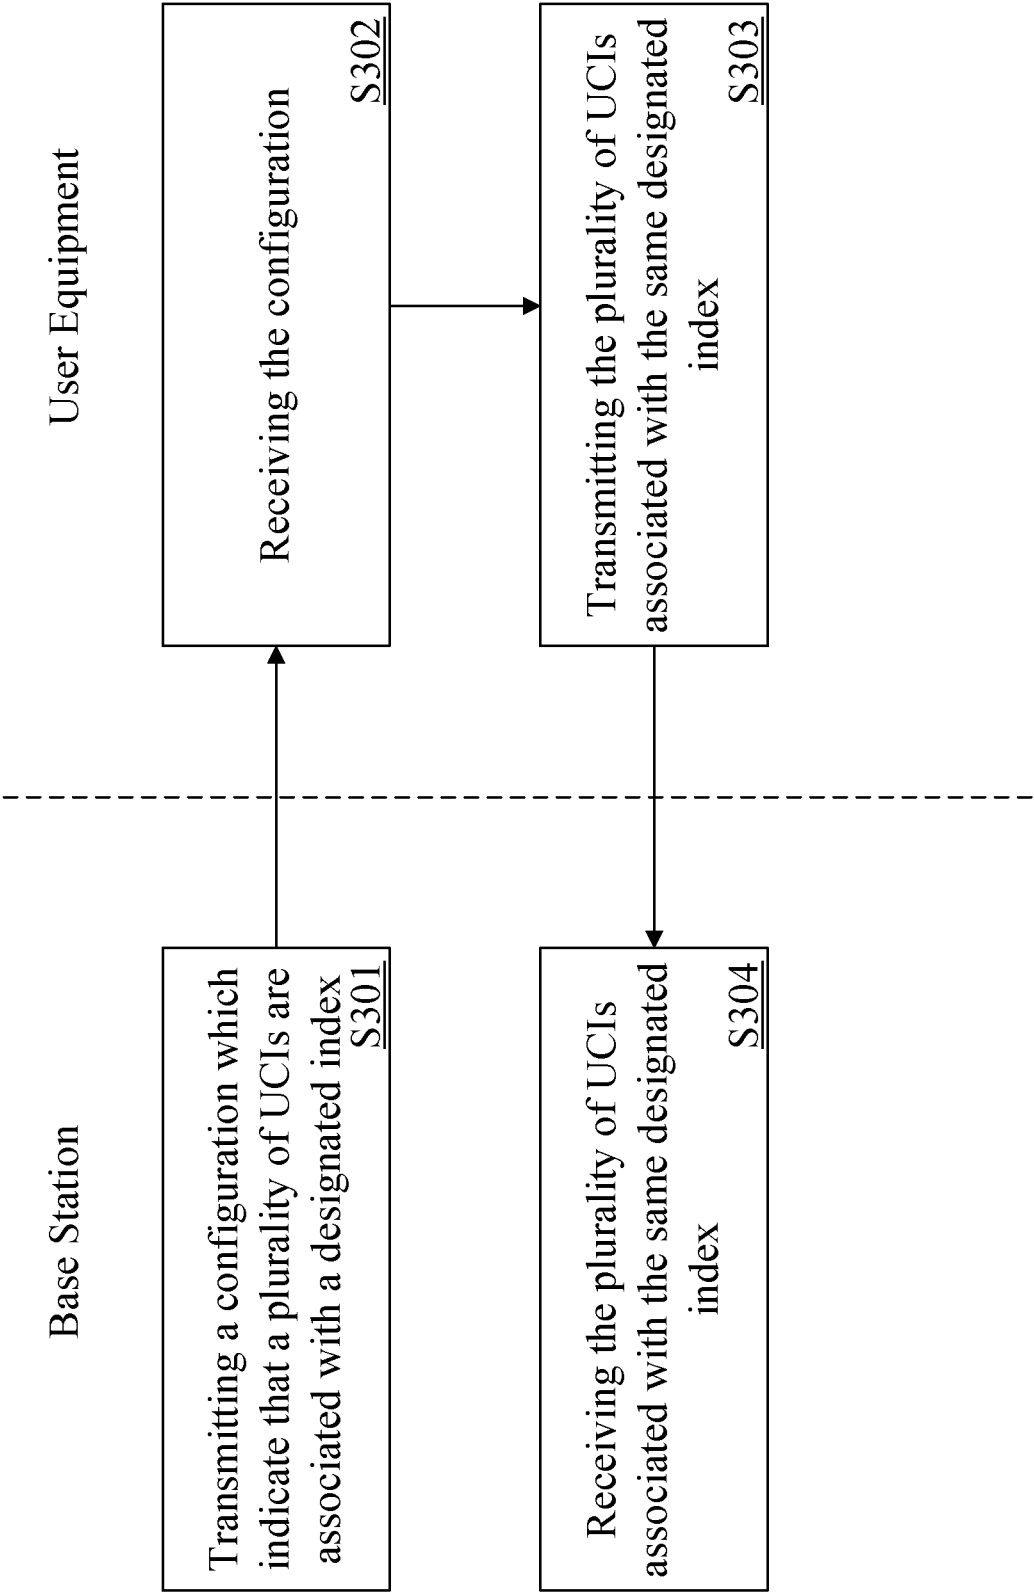 Base Station
User Equipment
Transmitting a configuration which
indicate that a plurality of UCIs are
associated with a designated index
S301
Receiving the configuration
S302
Transmitting the plurality of UCIs
associated with the same designated
index
S303
Receiving the plurality of UCIs
associated with the same designated
index
S304